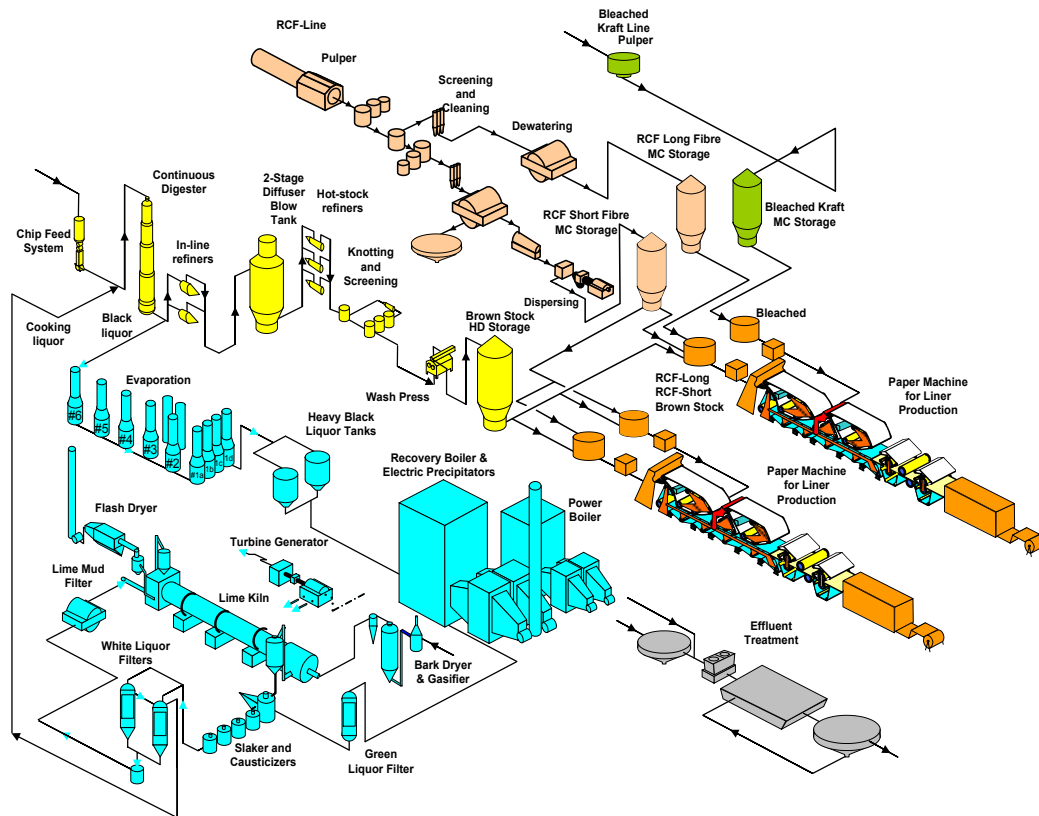 Bleached
Kraft Line
Pulper
RCF-Line
Pulper
Screening
and
Cleaning
Dewatering
RCF Long Fibre
MC Storage
Continuous
Digester
2-Stage
Diffuser
Blow
Tank
Hot-stock
refiners
Bleached Kraft
MC Storage
RCF Short Fibre
MC Storage
Chip Feed
System
In-line
refiners
Knotting
and
Screening
Dispersing
Cooking
liquor
Black
liquor
Brown Stock
HD Storage
Bleached
Wash Press
RCF-Long
RCF-Short
Brown Stock
Paper Machine
for Liner
Production
Evaporation
#6
#5
#4
#3
#2
#1a
1b
1c
1d
Heavy Black
Liquor Tanks
Recovery Boiler &
Electric Precipitators
Power
Boiler
Paper Machine
for Liner
Production
Flash Dryer
Turbine Generator
Lime Mud
Filter
Lime Kiln
White Liquor
Filters
Bark Dryer
& Gasifier
Effluent
Treatment
Slaker and
Causticizers
Green
Liquor Filter